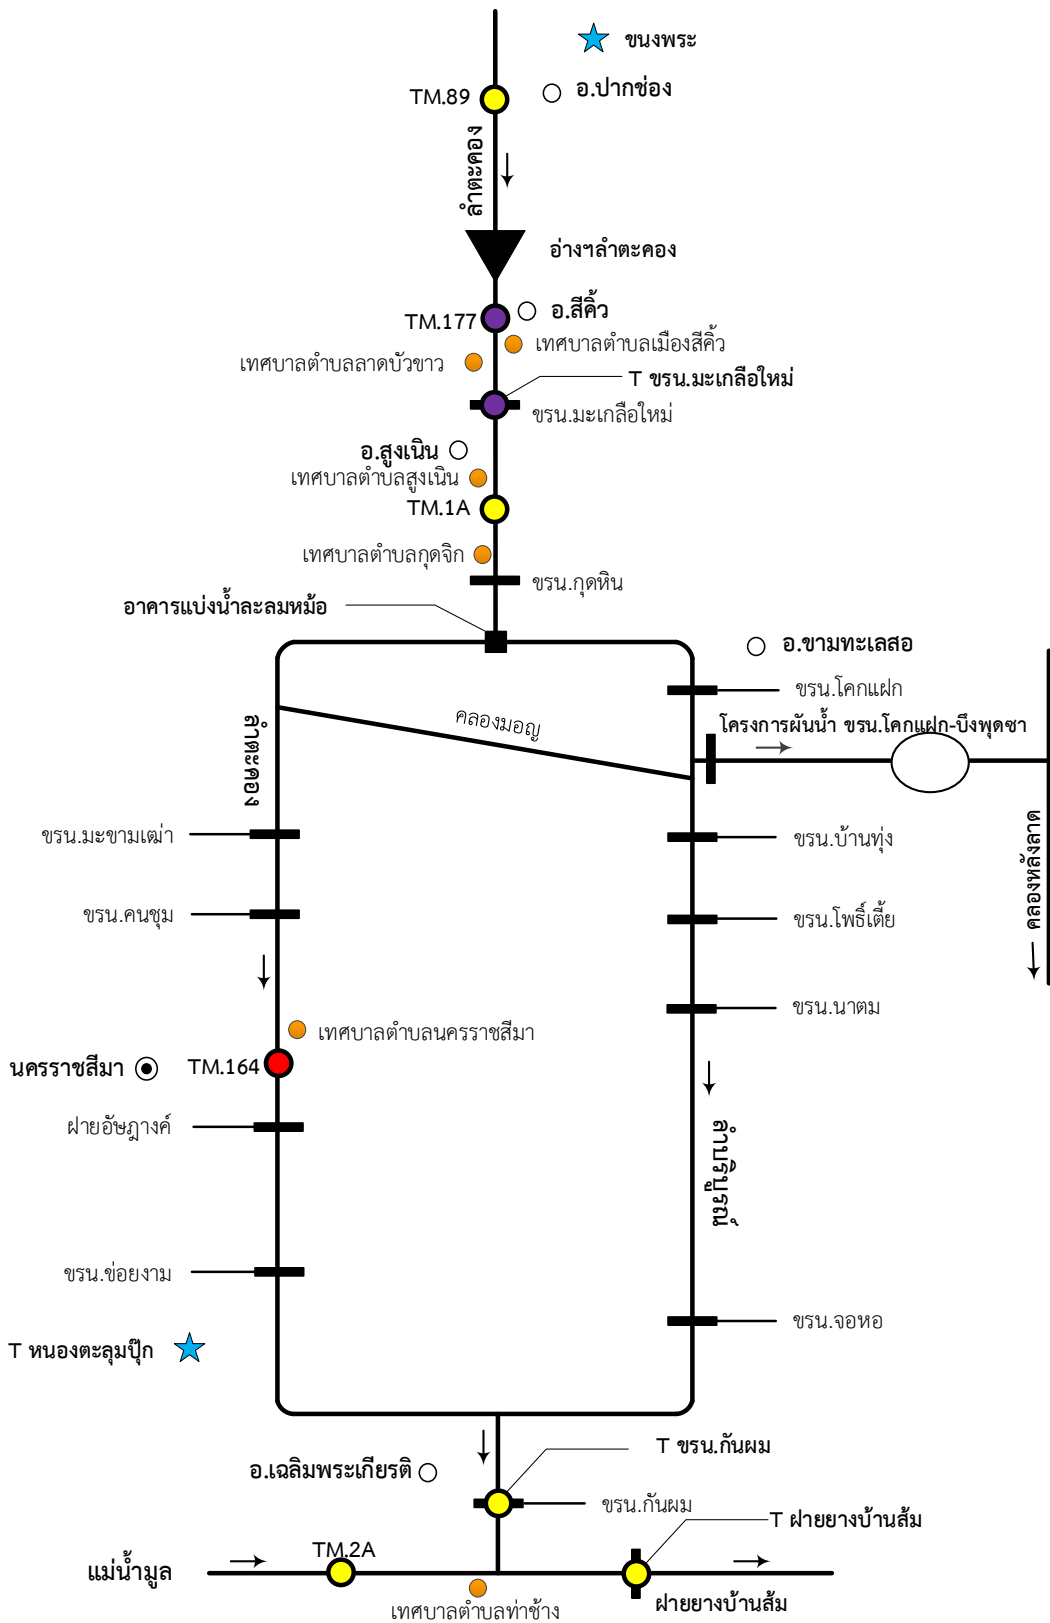 ขนงพระ
TM.89
อ.ปากช่อง
ลำตะคอง
อ่างฯลำตะคอง
อ.สีคิ้ว
TM.177
เทศบาลตำบลเมืองสีคิ้ว
เทศบาลตำบลลาดบัวขาว
T ขรน.มะเกลือใหม่
ขรน.มะเกลือใหม่
อ.สูงเนิน
เทศบาลตำบลสูงเนิน
TM.1A
เทศบาลตำบลกุดจิก
ขรน.กุดหิน
อาคารแบ่งน้ำละลมหม้อ
อ.ขามทะเลสอ
ขรน.โคกแฝก
คลองมอญ
โครงการผันน้ำ ขรน.โคกแฝก-บึงพุดซา
ลำตะคอง
ขรน.มะขามเฒ่า
ขรน.บ้านทุ่ง
คลองหลังลาด
ขรน.คนชุม
ขรน.โพธิ์เตี้ย
ขรน.นาตม
เทศบาลตำบลนครราชสีมา
นครราชสีมา
TM.164
ฝายอัษฎางค์
ลำบริบูรณ์
ขรน.ข่อยงาม
ขรน.จอหอ
T หนองตะลุมปุ๊ก
T ขรน.กันผม
อ.เฉลิมพระเกียรติ
ขรน.กันผม
T ฝายยางบ้านส้ม
TM.2A
แม่น้ำมูล
เทศบาลตำบลท่าช้าง
ฝายยางบ้านส้ม